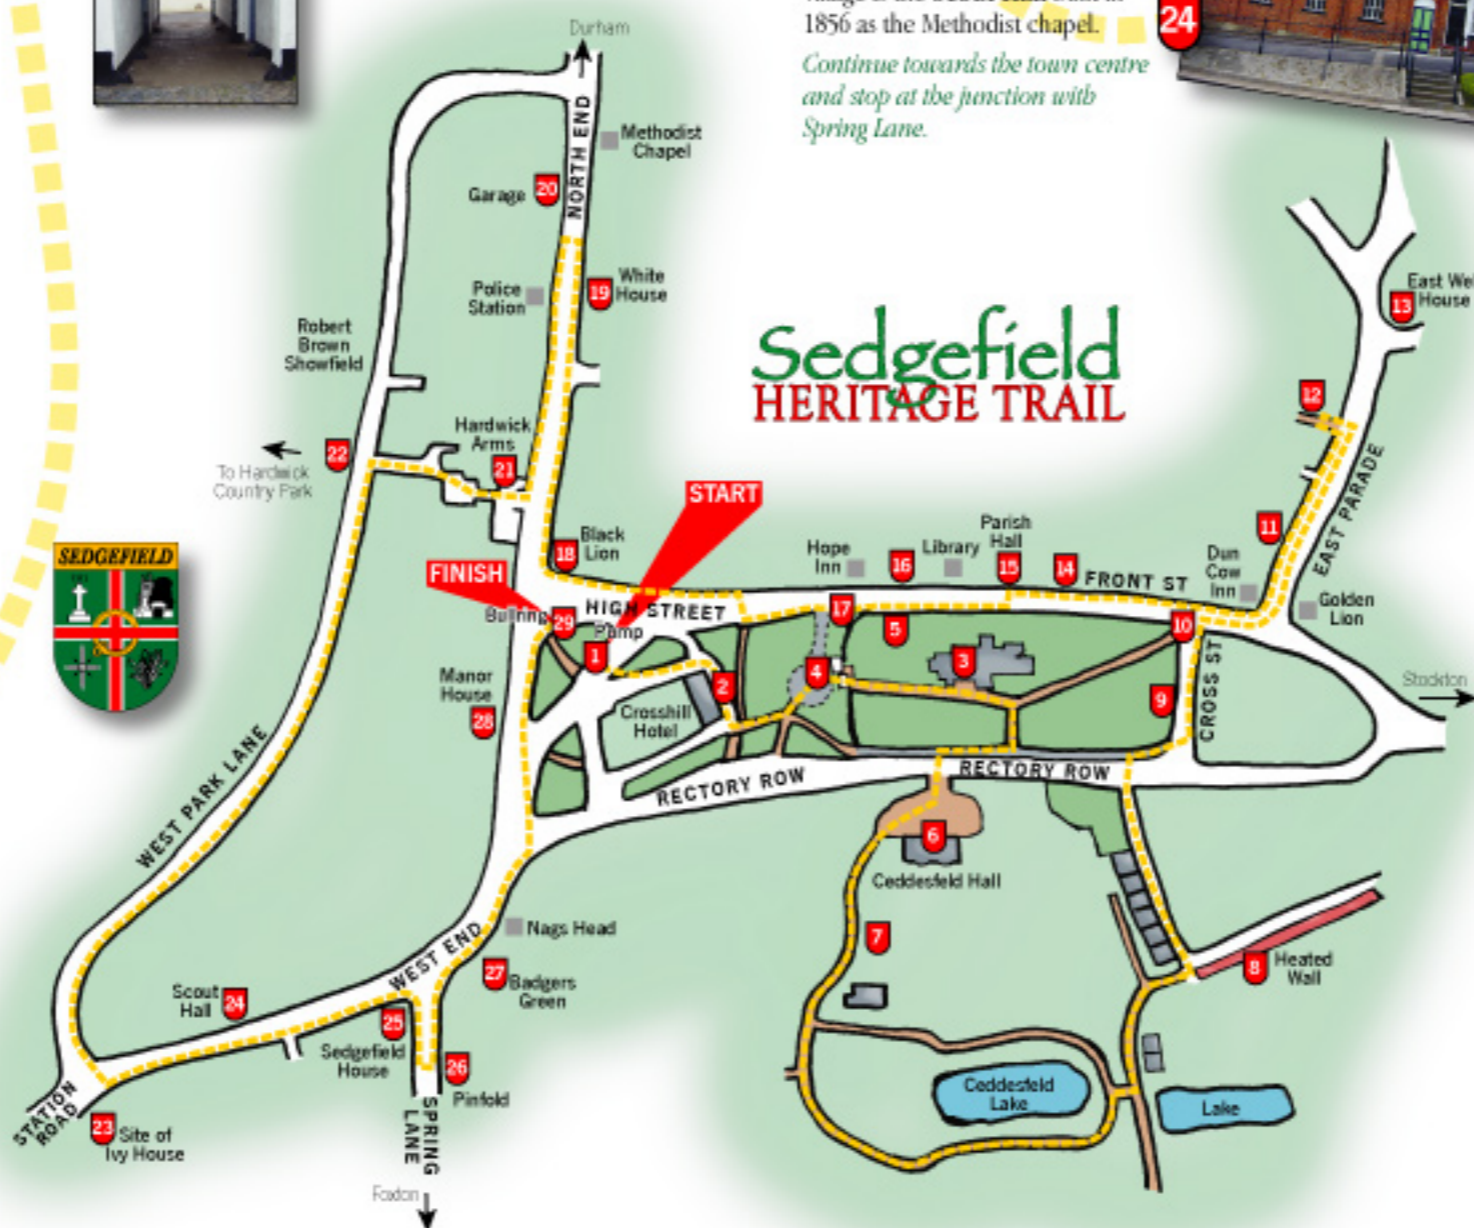 1856 as the Methodist chapel.
Continue towards the town centre
and stop at the junction with
Spring Lane.
24
Durham
NORTH END
Methodist
Chapel
Garage
20
Police
Station
19
White
House
Robert
Brown
Showfield
Hardwick
Arms
21
22
To Hardwick
Country Park
Sedgefield
HERITAGE TRAIL
East
House
13
12
11
EAST PARADE
START
FINISH
SEDGEFIELD
18
Black
Lion
Bullring
29
HIGH STREET
Pump
1
Hope
Inn
16
Library
Parish
Hall
15
14
FRONT ST
Dun
Cow
Inn
Golden
Lion
17
5
10
3
4
2
9
CROSS ST
Stockton
Manor
House
28
Crosshill
Hotel
RECTORY ROW
RECTORY ROW
WEST PARK LANE
6
Ceddesfeld Hall
7
8
Heated
Wall
Nags Head
WEST END
27
Badgers
Green
Scout
Hall
24
25
Sedgefield
House
26
Pinfold
Ceddesfeld
Lake
Lake
STATION
ROAD
23
Site of
Ivy House
SPRING
LANE
Foxton